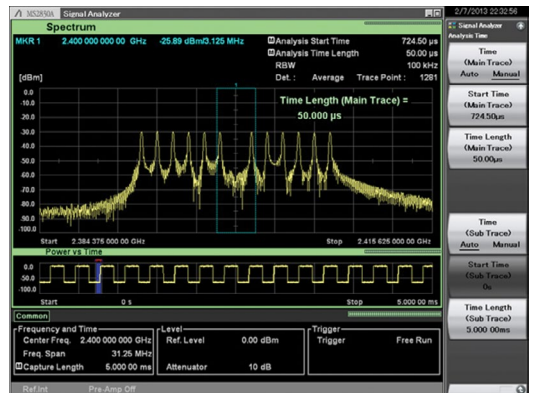 MS2830A Signal Analyzer
2/7/2013 22:32:56
Spectrum
MKR 1 2.400 000 000 00 GHz -25.89 dBm/3.125 MHz
Analysis Start Time 724.50 µs
Analysis Time Length 50.00 µs
RBW 100 kHz
Det. : Average Trace Point : 1281
[dBm]
Time Length (Main Trace) =
50.000 µs
0.0
-10.0
-20.0
-30.0
-40.0
-50.0
-60.0
-70.0
-80.0
-90.0
-100.0
Start 2.384 375 000 00 GHz Stop 2.415 625 000 00 GHz
Power vs Time
0.0
-50.0
-100.0
Start 0 s Stop 5.000 00 ms
Common
Frequency and Time
Center Freq. 2.400 000 000 GHz
Freq. Span 31.25 MHz
Capture Length 5.000 00 ms
Level
Ref. Level 0.00 dBm
Attenuator 10 dB
Trigger
Trigger Free Run
Ref.Int Pre-Amp Off
Signal Analyzer
Analysis Time
Time
(Main Trace)
Auto Manual
Start Time
(Main Trace)
724.50µs
Time Length
(Main Trace)
50.00µs
Time
(Sub Trace)
Auto Manual
Start Time
(Sub Trace)
0s
Time Length
(Sub Trace)
5.000 00ms